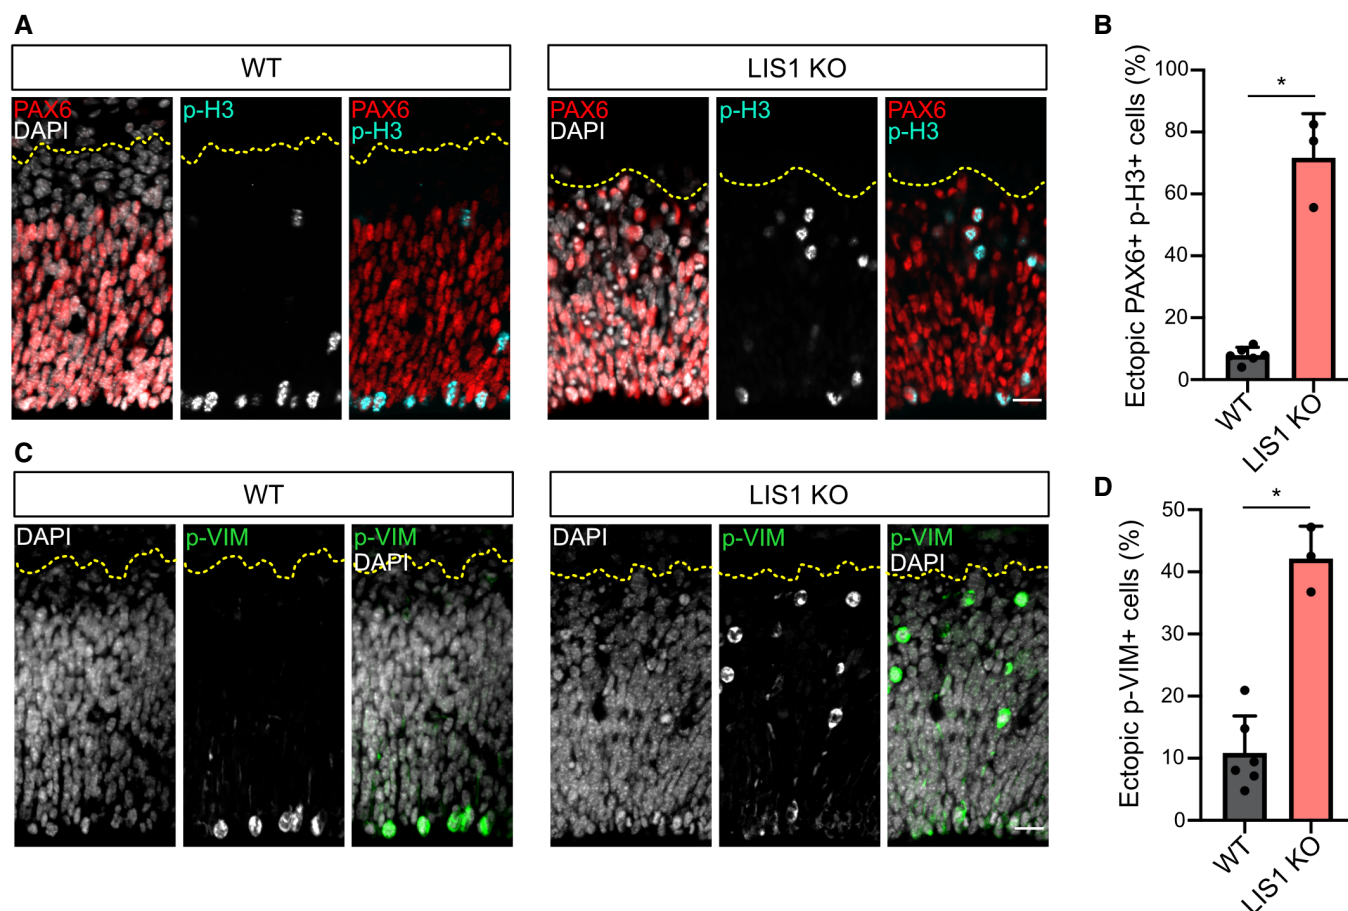 A
WT
LIS1 KO
PAX6
DAPI
p-H3
PAX6
p-H3
PAX6
DAPI
p-H3
PAX6
p-H3
B
Ectopic PAX6+ p-H3+ cells (%)
100
80
60
40
20
0
*
WT
LIS1 KO
C
WT
LIS1 KO
DAPI
p-VIM
p-VIM
DAPI
DAPI
p-VIM
p-VIM
DAPI
D
Ectopic p-VIM+ cells (%)
50
40
30
20
10
0
*
WT
LIS1 KO